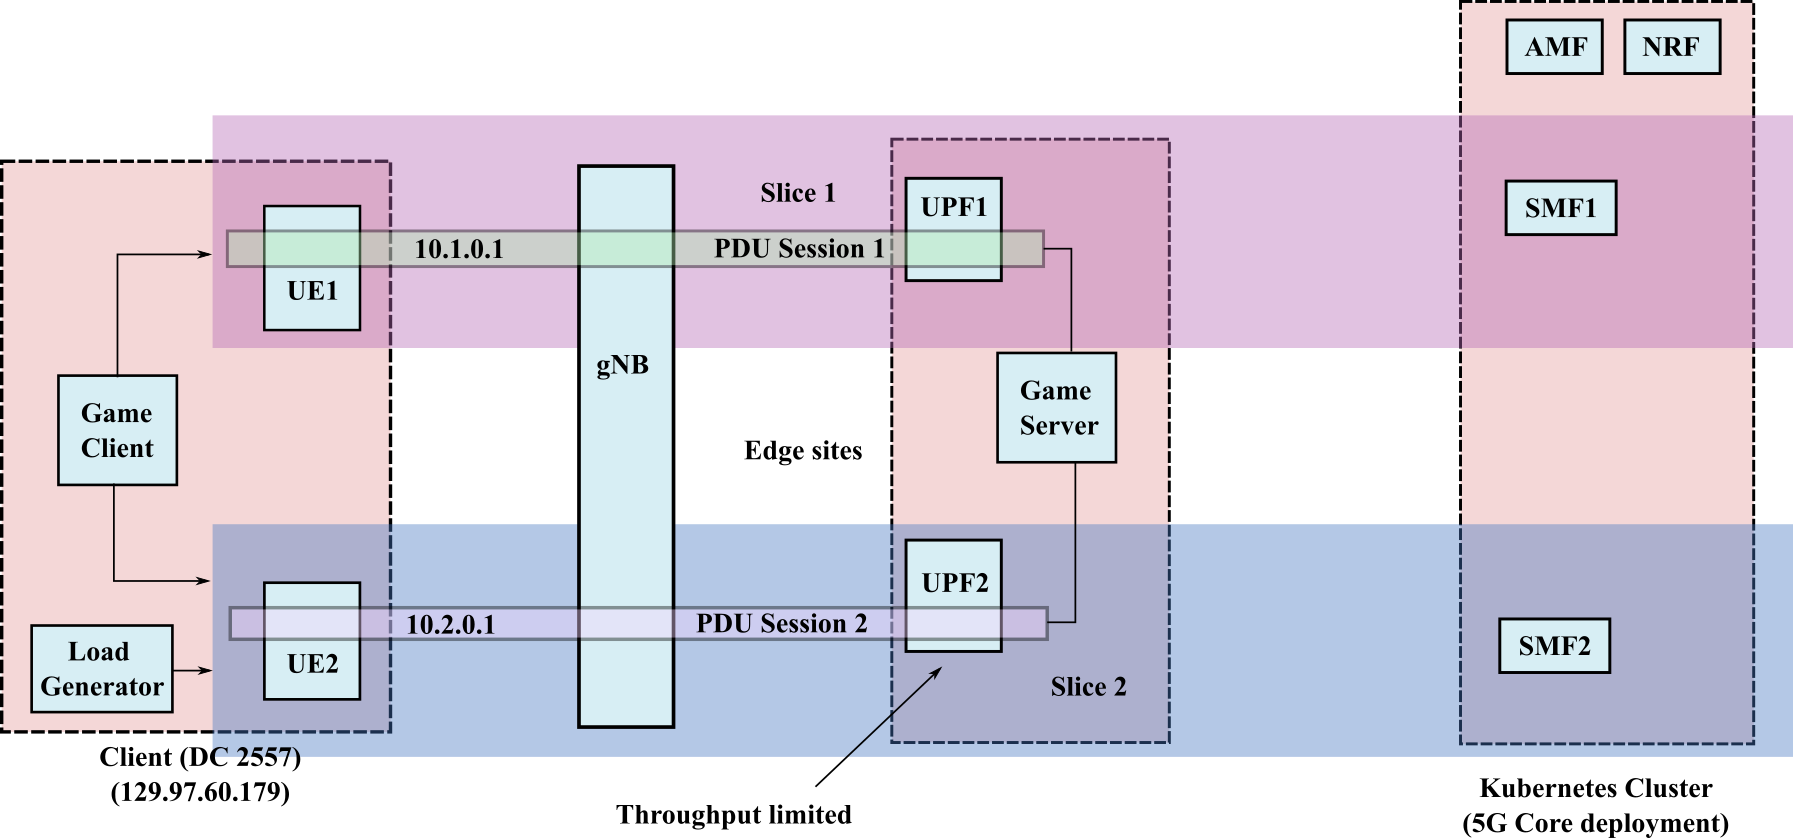 AMF
NRF
Slice 1
UPF1
SMF1
10.1.0.1
PDU Session 1
UE1
gNB
Game
Client
Game
Server
Edge sites
UPF2
10.2.0.1
PDU Session 2
SMF2
Load
Generator
UE2
Slice 2
Client (DC 2557)
(129.97.60.179)
Throughput limited
Kubernetes Cluster
(5G Core deployment)